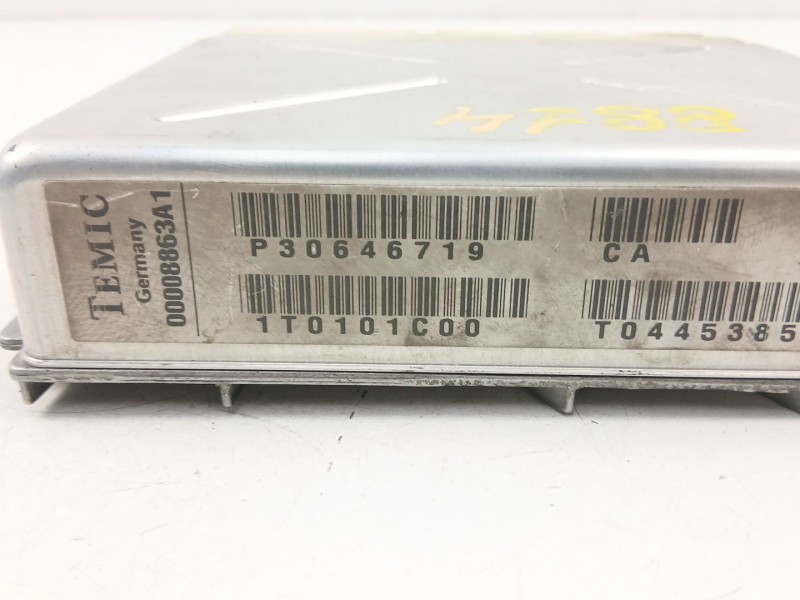 TEMIC
Germany
00008863A1
P30646719
CA
1T0101C00
T0445385